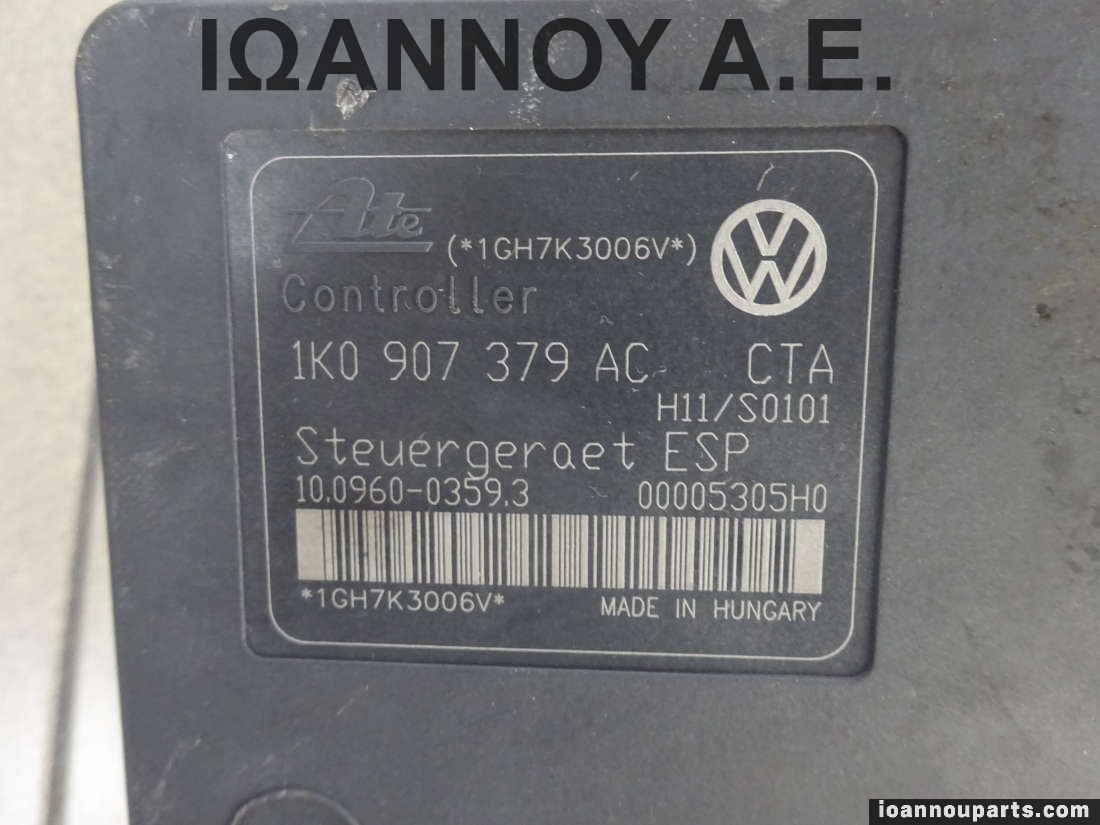 ΙΩΑΝΝΟΥ Α.Ε.
Ate
(*1GH7K3006V*)
Controller
1K0 907 379 AC CTA
H11/S0101
Steuergeraet ESP
10.0960-0359.3 00005305H0
*1GH7K3006V* MADE IN HUNGARY
ioannouparts.com